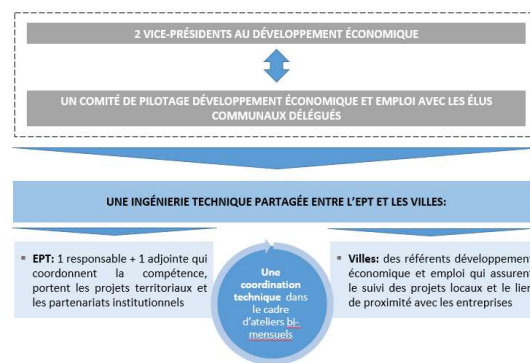 2 VICE-PRÉSIDENTS AU DÉVELOPPEMENT ÉCONOMIQUE
UN COMITÉ DE PILOTAGE DÉVELOPPEMENT ÉCONOMIQUE ET EMPLOI AVEC LES ÉLUS
COMMUNAUX DÉLÉGUÉS
UNE INGÉNIERIE TECHNIQUE PARTAGÉE ENTRE L'EPT ET LES VILLES:
▪ EPT: 1 responsable + 1 adjointe qui
coordonnent la compétence,
portent les projets territoriaux et
les partenariats institutionnels
Une
coordination
technique dans
le cadre
d'ateliers bi-
mensuels
▪ Villes: des référents développement
économique et emploi qui assurent
le suivi des projets locaux et le lien
de proximité avec les entreprises